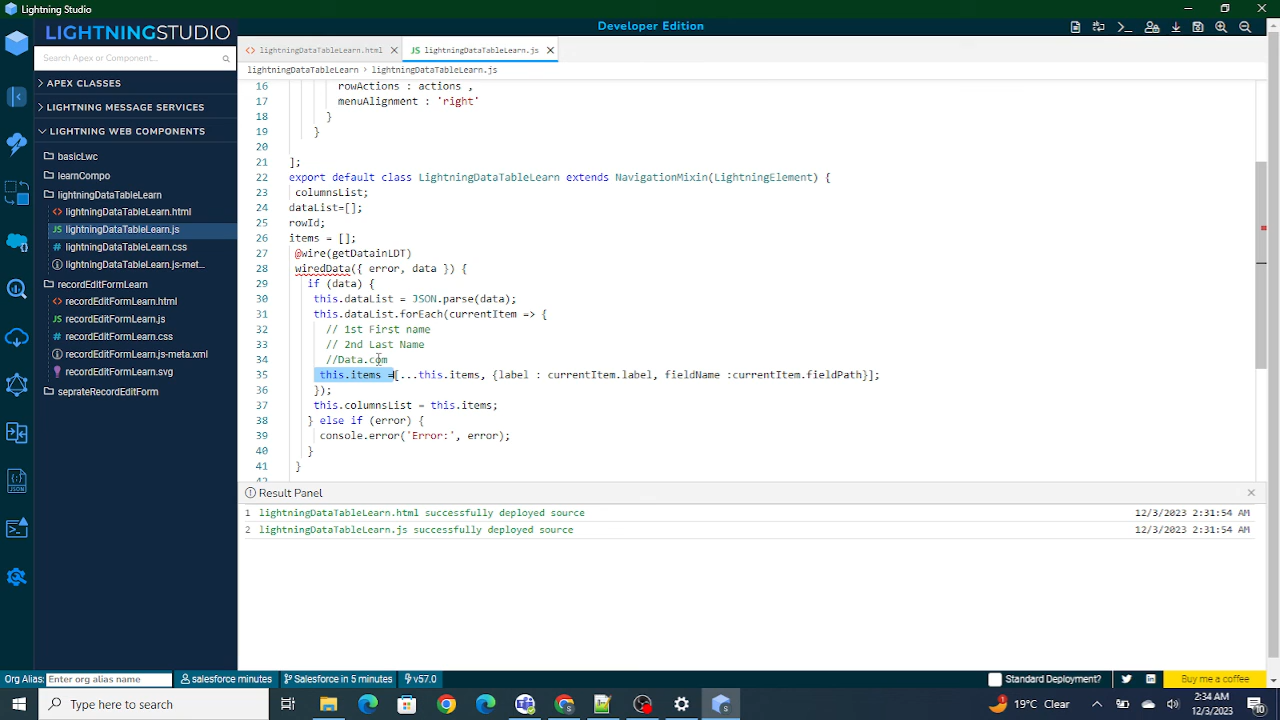 Lightning Studio
LIGHTNINGSTUDIO
Developer Edition
Search Apex or Component...
APEX CLASSES
LIGHTNING MESSAGE SERVICES
LIGHTNING WEB COMPONENTS
basicLwc
learnCompo
lightningDataTableLearn
<> lightningDataTableLearn.html
JS lightningDataTableLearn.js
# lightningDataTableLearn.css
lightningDataTableLearn.js-met...
recordEditFormLearn
<> recordEditFormLearn.html
JS recordEditFormLearn.js
# recordEditFormLearn.css
recordEditFormLearn.js-meta.xml
recordEditFormLearn.svg
seprateRecordEditForm
<> lightningDataTableLearn.html
JS lightningDataTableLearn.js
lightningDataTableLearn > lightningDataTableLearn.js
16 rowActions : actions ,
17 menuAlignment : 'right'
18 }
19 }
20
21 ];
22 export default class LightningDataTableLearn extends NavigationMixin(LightningElement) {
23 columnsList;
24 dataList=[];
25 rowId;
26 items = [];
27 @wire(getDatainLDT)
28 wiredData({ error, data }) {
29 if (data) {
30 this.dataList = JSON.parse(data);
31 this.dataList.forEach(currentItem => {
32 // 1st First name
33 // 2nd Last Name
34 //Data.com
35 this.items =[...this.items, {label : currentItem.label, fieldName :currentItem.fieldPath}];
36 });
37 this.columnsList = this.items;
38 } else if (error) {
39 console.error('Error:', error);
40 }
41 }
42
Result Panel
1 lightningDataTableLearn.html successfully deployed source 12/3/2023 2:31:54 AM
2 lightningDataTableLearn.js successfully deployed source 12/3/2023 2:31:54 AM
Org Alias: Enter org alias name salesforce minutes Salesforce in 5 minutes v57.0 Standard Deployment? Buy me a coffee
Type here to search
19°C Clear
2:34 AM
12/3/2023
10